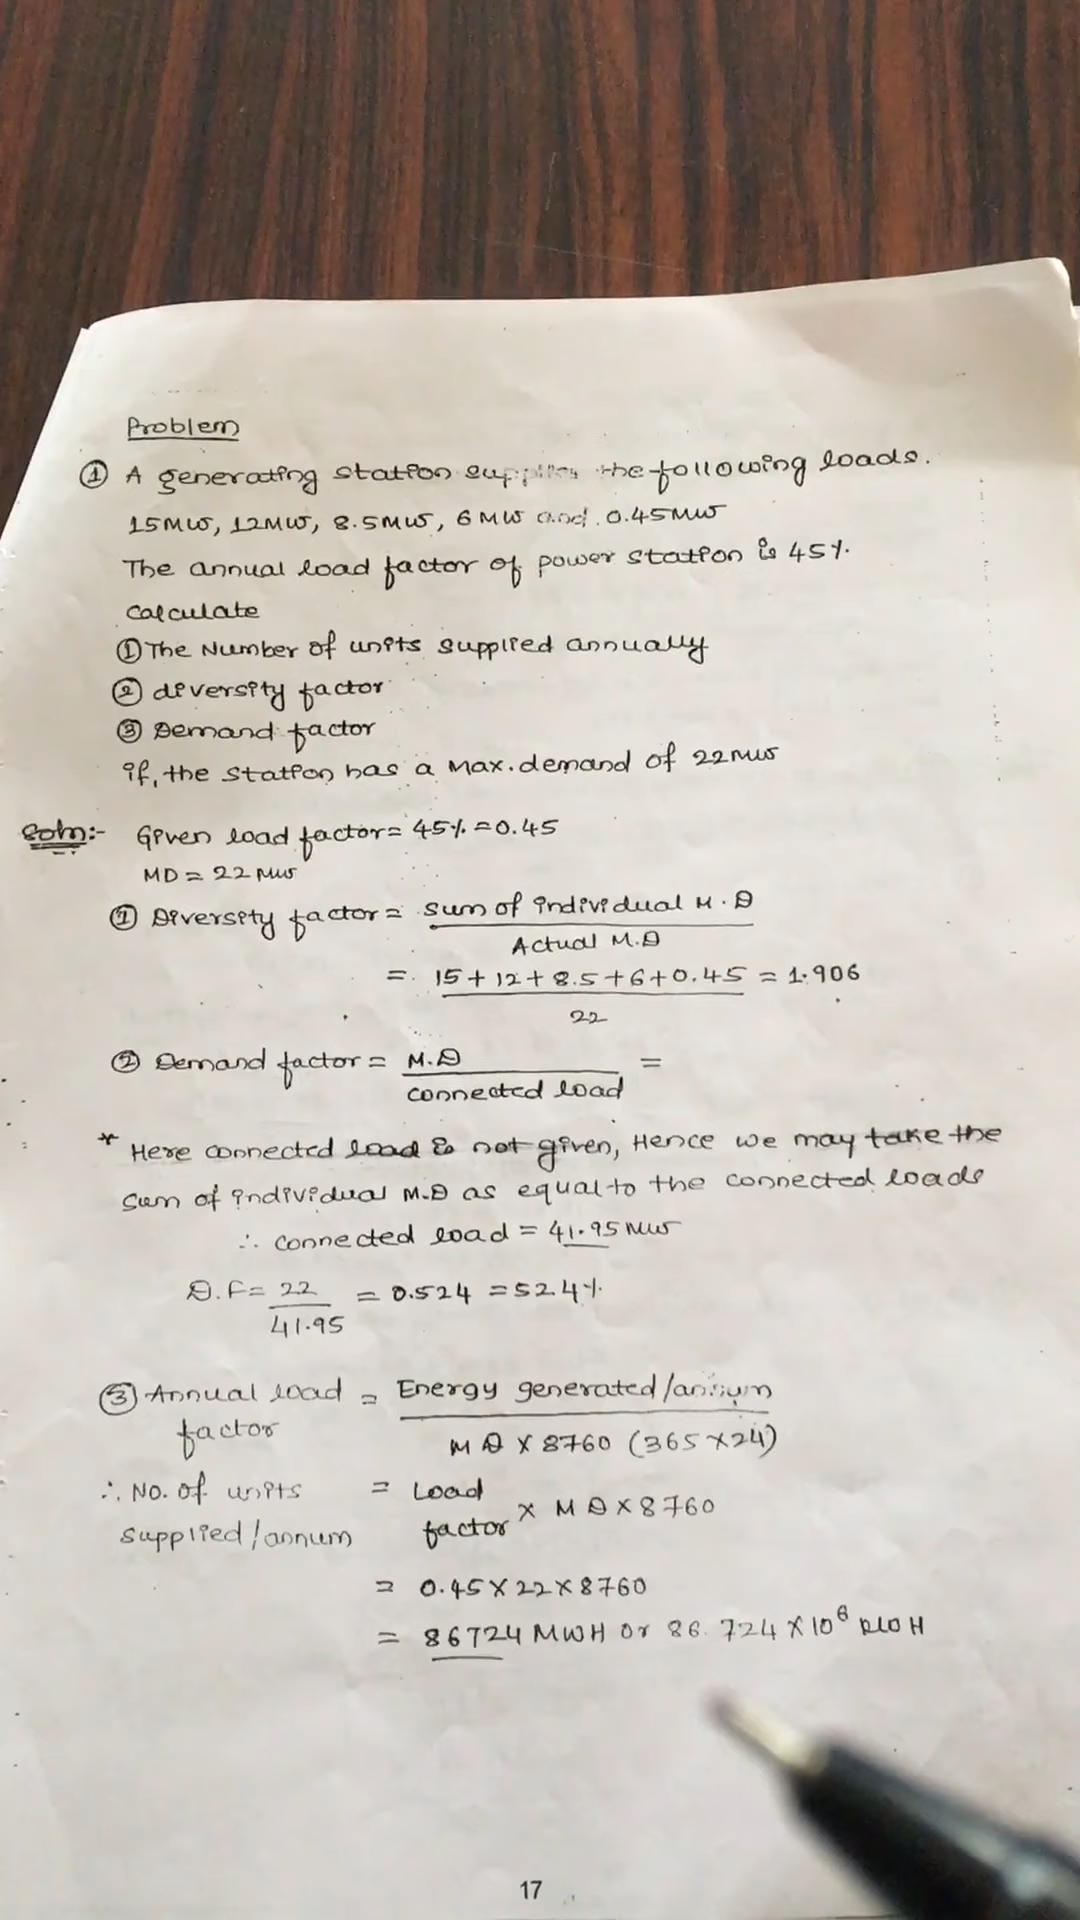 Problem
① A generating station supplies the following loads.
15MW, 12MW, 8.5MW, 6MW and 0.45MW
The annual load factor of power station is 45%.
calculate
① The Number of units supplied annually
② diversity factor
③ Demand factor
if, the station has a Max. demand of 22MW
Soln:- Given load factor = 45% = 0.45
MD = 22 MW
① Diversity factor = sum of individual M.D
Actual M.D
= 15+12+8.5+6+0.45 = 1.906
22
② Demand factor = M.D =
connected load
* Here connected load is not given, Hence we may take the
sum of individual M.D as equal to the connected loads
∴ connected load = 41.95 MW
D.F = 22 = 0.524 = 52.4%
41.95
③ Annual load factor = Energy generated/annum
MD × 8760 (365×24)
∴ No. of units supplied/annum = Load factor × MD × 8760
= 0.45×22×8760
= 86724 MWH or 86.724×10⁶ KWH
17